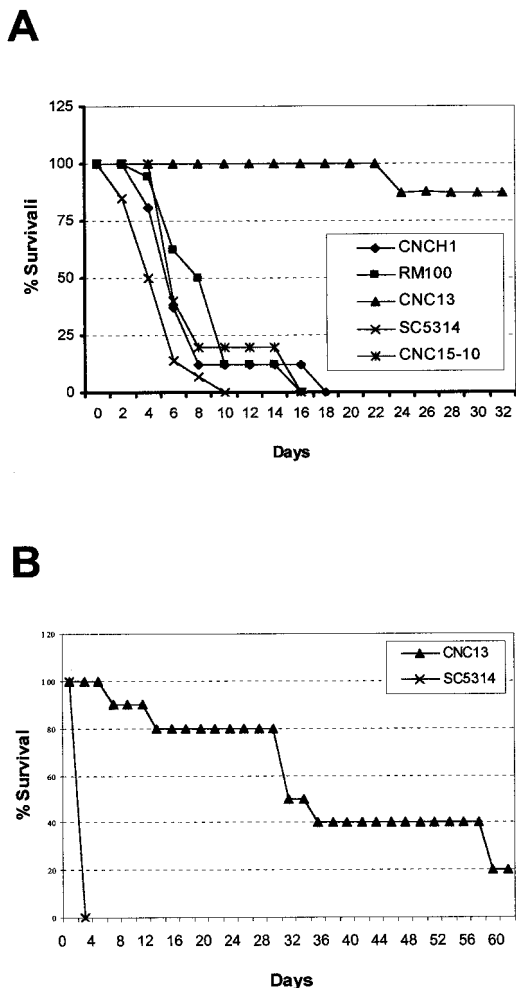 A
125
100
75
50
25
0
% Survivali
CNCH1
RM100
CNC13
SC5314
CNC15-10
0 2 4 6 8 10 12 14 16 18 20 22 24 26 28 30 32
Days
B
120
100
80
60
40
20
0
% Survival
CNC13
SC5314
0 4 8 12 16 20 24 28 32 36 40 44 48 52 56 60
Days